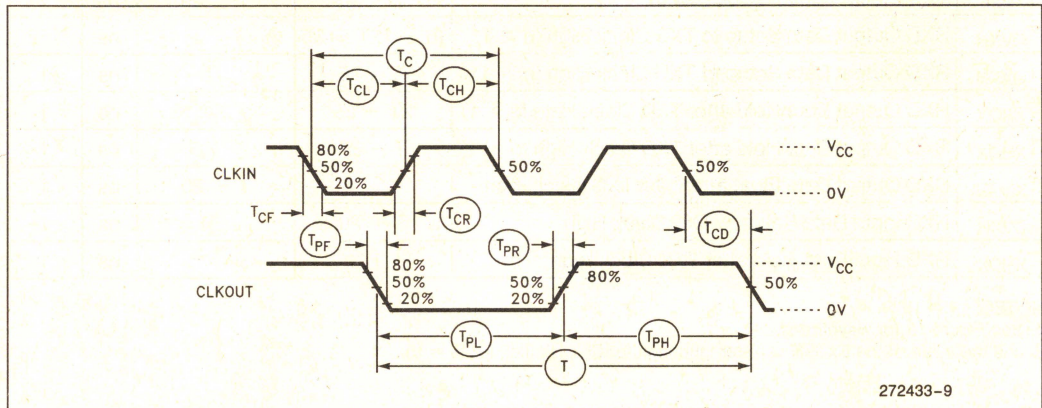 T_C
T_CL T_CH
80% V_CC
CLKIN 50% 50% 50%
20% 0V
T_CF T_CR T_CD
T_PF T_PR
80% 50% 80% V_CC
CLKOUT 50% 20% 50%
20% 0V
T_PL T_PH
T
272433-9